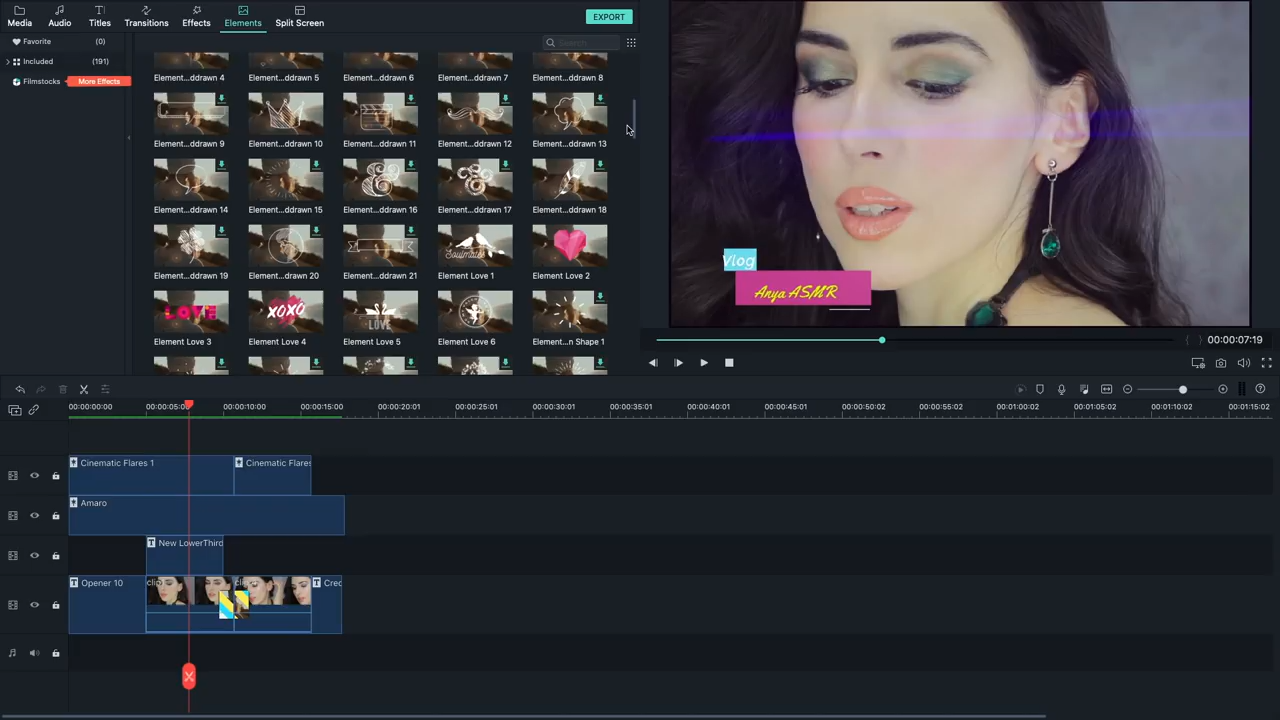 Media Audio Titles Transitions Effects Elements Split Screen EXPORT
Favorite (0)
Included (191)
Filmstocks More Effects
Search
Element...ddrawn 4 Element...ddrawn 5 Element...ddrawn 6 Element...ddrawn 7 Element...ddrawn 8
Element...ddrawn 9 Element...ddrawn 10 Element...ddrawn 11 Element...ddrawn 12 Element...ddrawn 13
Element...ddrawn 14 Element...ddrawn 15 Element...ddrawn 16 Element...ddrawn 17 Element...ddrawn 18
Soulmates
Element...ddrawn 19 Element...ddrawn 20 Element...ddrawn 21 Element Love 1 Element Love 2
LOVE XOXO LOVE
Element Love 3 Element Love 4 Element Love 5 Element Love 6 Element...n Shape 1
Vlog
Anya ASMR
00:00:07:19
00:00:00:00 00:00:05:0 00:00:10:00 00:00:15:00 00:00:20:01 00:00:25:01 00:00:30:01 00:00:35:01 00:00:40:01 00:00:45:01 00:00:50:02 00:00:55:02 00:01:00:02 00:01:05:02 00:01:10:02 00:01:15:02
Cinematic Flares 1 Cinematic Flares
Amaro
New LowerThird
Opener 10 clip Cred